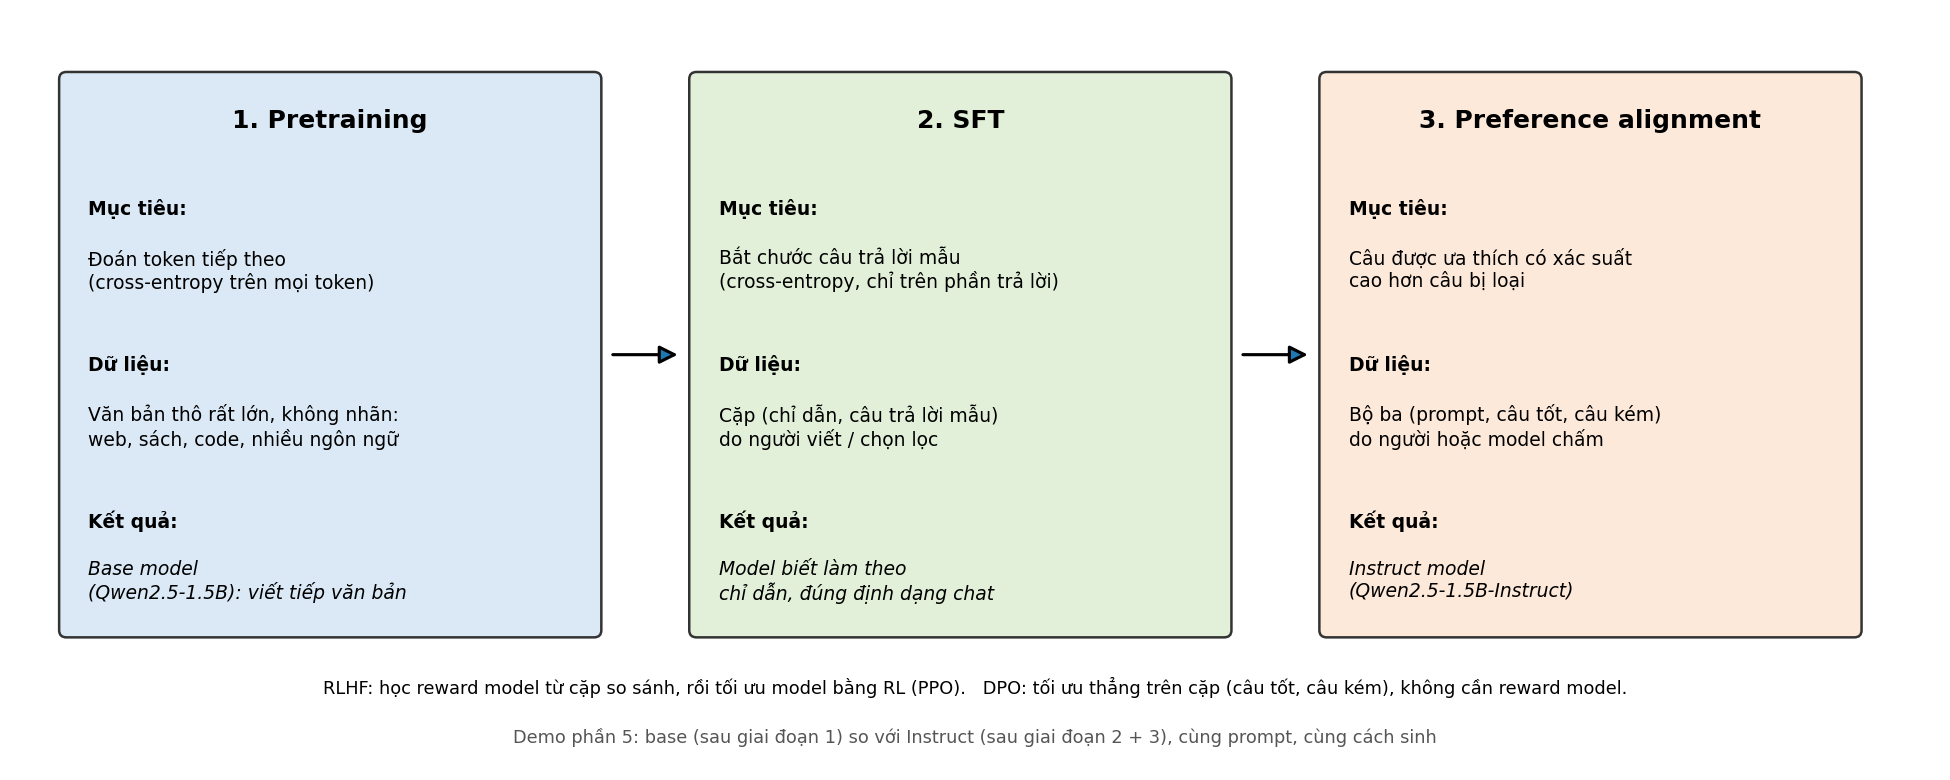 1. Pretraining
Mục tiêu:
Đoán token tiếp theo
(cross-entropy trên mọi token)
Dữ liệu:
Văn bản thô rất lớn, không nhãn:
web, sách, code, nhiều ngôn ngữ
Kết quả:
Base model
(Qwen2.5-1.5B): viết tiếp văn bản
2. SFT
Mục tiêu:
Bắt chước câu trả lời mẫu
(cross-entropy, chỉ trên phần trả lời)
Dữ liệu:
Cặp (chỉ dẫn, câu trả lời mẫu)
do người viết / chọn lọc
Kết quả:
Model biết làm theo
chỉ dẫn, đúng định dạng chat
3. Preference alignment
Mục tiêu:
Câu được ưa thích có xác suất
cao hơn câu bị loại
Dữ liệu:
Bộ ba (prompt, câu tốt, câu kém)
do người hoặc model chấm
Kết quả:
Instruct model
(Qwen2.5-1.5B-Instruct)
RLHF: học reward model từ cặp so sánh, rồi tối ưu model bằng RL (PPO).   DPO: tối ưu thẳng trên cặp (câu tốt, câu kém), không cần reward model.
Demo phần 5: base (sau giai đoạn 1) so với Instruct (sau giai đoạn 2 + 3), cùng prompt, cùng cách sinh